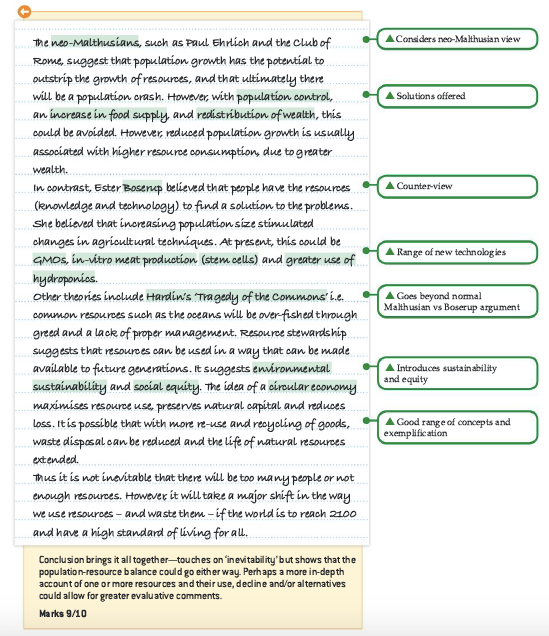 The neo-Malthusians, such as Paul Ehrlich and the Club of
Rome, suggest that population growth has the potential to
outstrip the growth of resources, and that ultimately there
will be a population crash. However, with population control,
an increase in food supply, and redistribution of wealth, this
could be avoided. However, reduced population growth is usually
associated with higher resource consumption, due to greater
wealth.
In contrast, Ester Boserup believed that people have the resources
(knowledge and technology) to find a solution to the problems.
She believed that increasing population size stimulated
changes in agricultural techniques. At present, this could be
GMOs, in-vitro meat production (stem cells) and greater use of
hydroponics.
Other theories include Hardin's 'Tragedy of the Commons' i.e.
common resources such as the oceans will be over-fished through
greed and a lack of proper management. Resource stewardship
suggests that resources can be used in a way that can be made
available to future generations. It suggests environmental
sustainability and social equity. The idea of a circular economy
maximises resource use, preserves natural capital and reduces
loss. It is possible that with more re-use and recycling of goods,
waste disposal can be reduced and the life of natural resources
extended.
Thus it is not inevitable that there will be too many people or not
enough resources. However, it will take a major shift in the way
we use resources – and waste them – if the world is to reach 2100
and have a high standard of living for all.
▲ Considers neo-Malthusian view
▲ Solutions offered
▲ Counter-view
▲ Range of new technologies
▲ Goes beyond normal
Malthusian vs Boserup argument
▲ Introduces sustainability
and equity
▲ Good range of concepts and
exemplification
Conclusion brings it all together—touches on 'inevitability' but shows that the
population-resource balance could go either way. Perhaps a more in-depth
account of one or more resources and their use, decline and/or alternatives
could allow for greater evaluative comments.
Marks 9/10